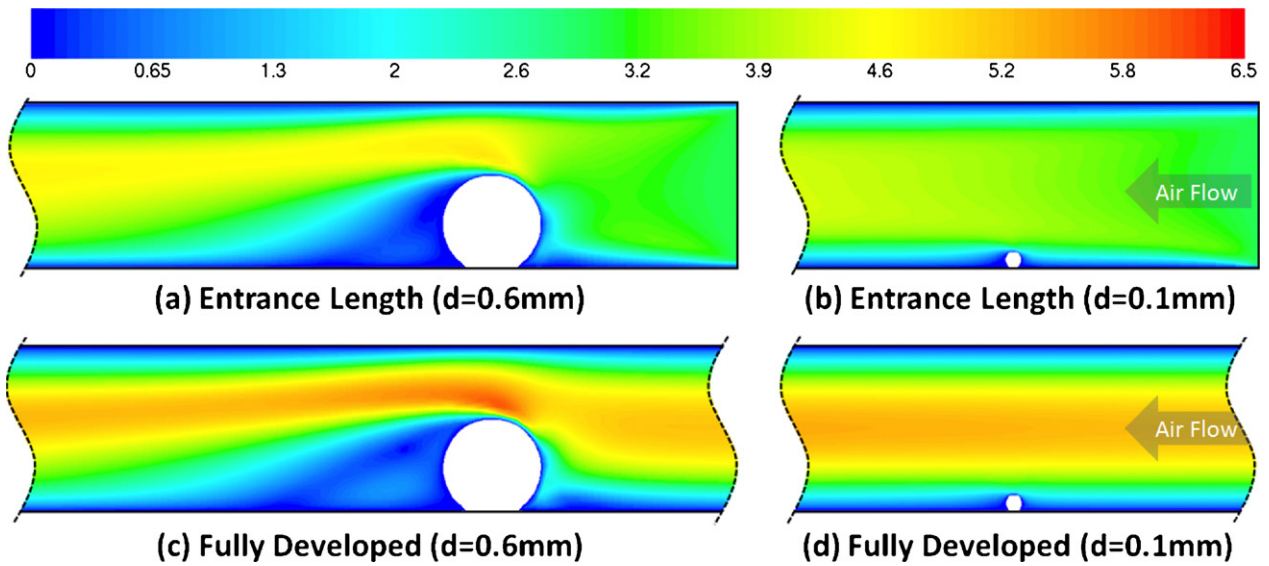 0 0.65 1.3 2 2.6 3.2 3.9 4.6 5.2 5.8 6.5
Air Flow
(a) Entrance Length (d=0.6mm)
(b) Entrance Length (d=0.1mm)
Air Flow
(c) Fully Developed (d=0.6mm)
(d) Fully Developed (d=0.1mm)